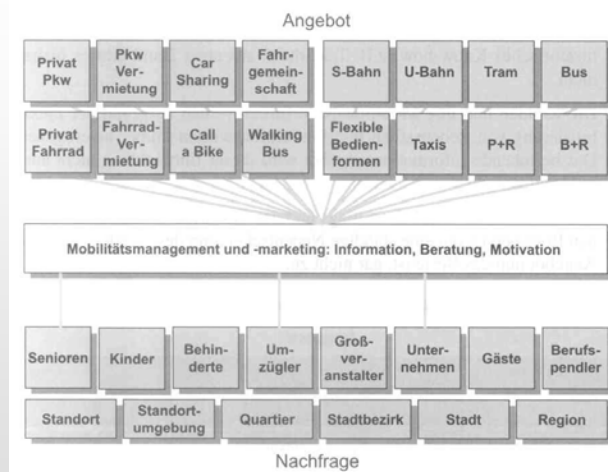 Angebot
Privat Pkw
Pkw Ver-
mietung
Car Sharing
Fahr-
gemein-
schaft
S-Bahn
U-Bahn
Tram
Bus
Privat Fahrrad
Fahrrad-
Ver-
mietung
Call a Bike
Walking Bus
Flexible Bedien-
formen
Taxis
P+R
B+R
Mobilitätsmanagement und -marketing: Information, Beratung, Motivation
Senioren
Kinder
Behin-
derte
Um-
zügler
Groß-
ver-
anstalter
Unter-
nehmen
Gäste
Berufs-
pendler
Standort
Standort-
umgebung
Quartier
Stadtbezirk
Stadt
Region
Nachfrage